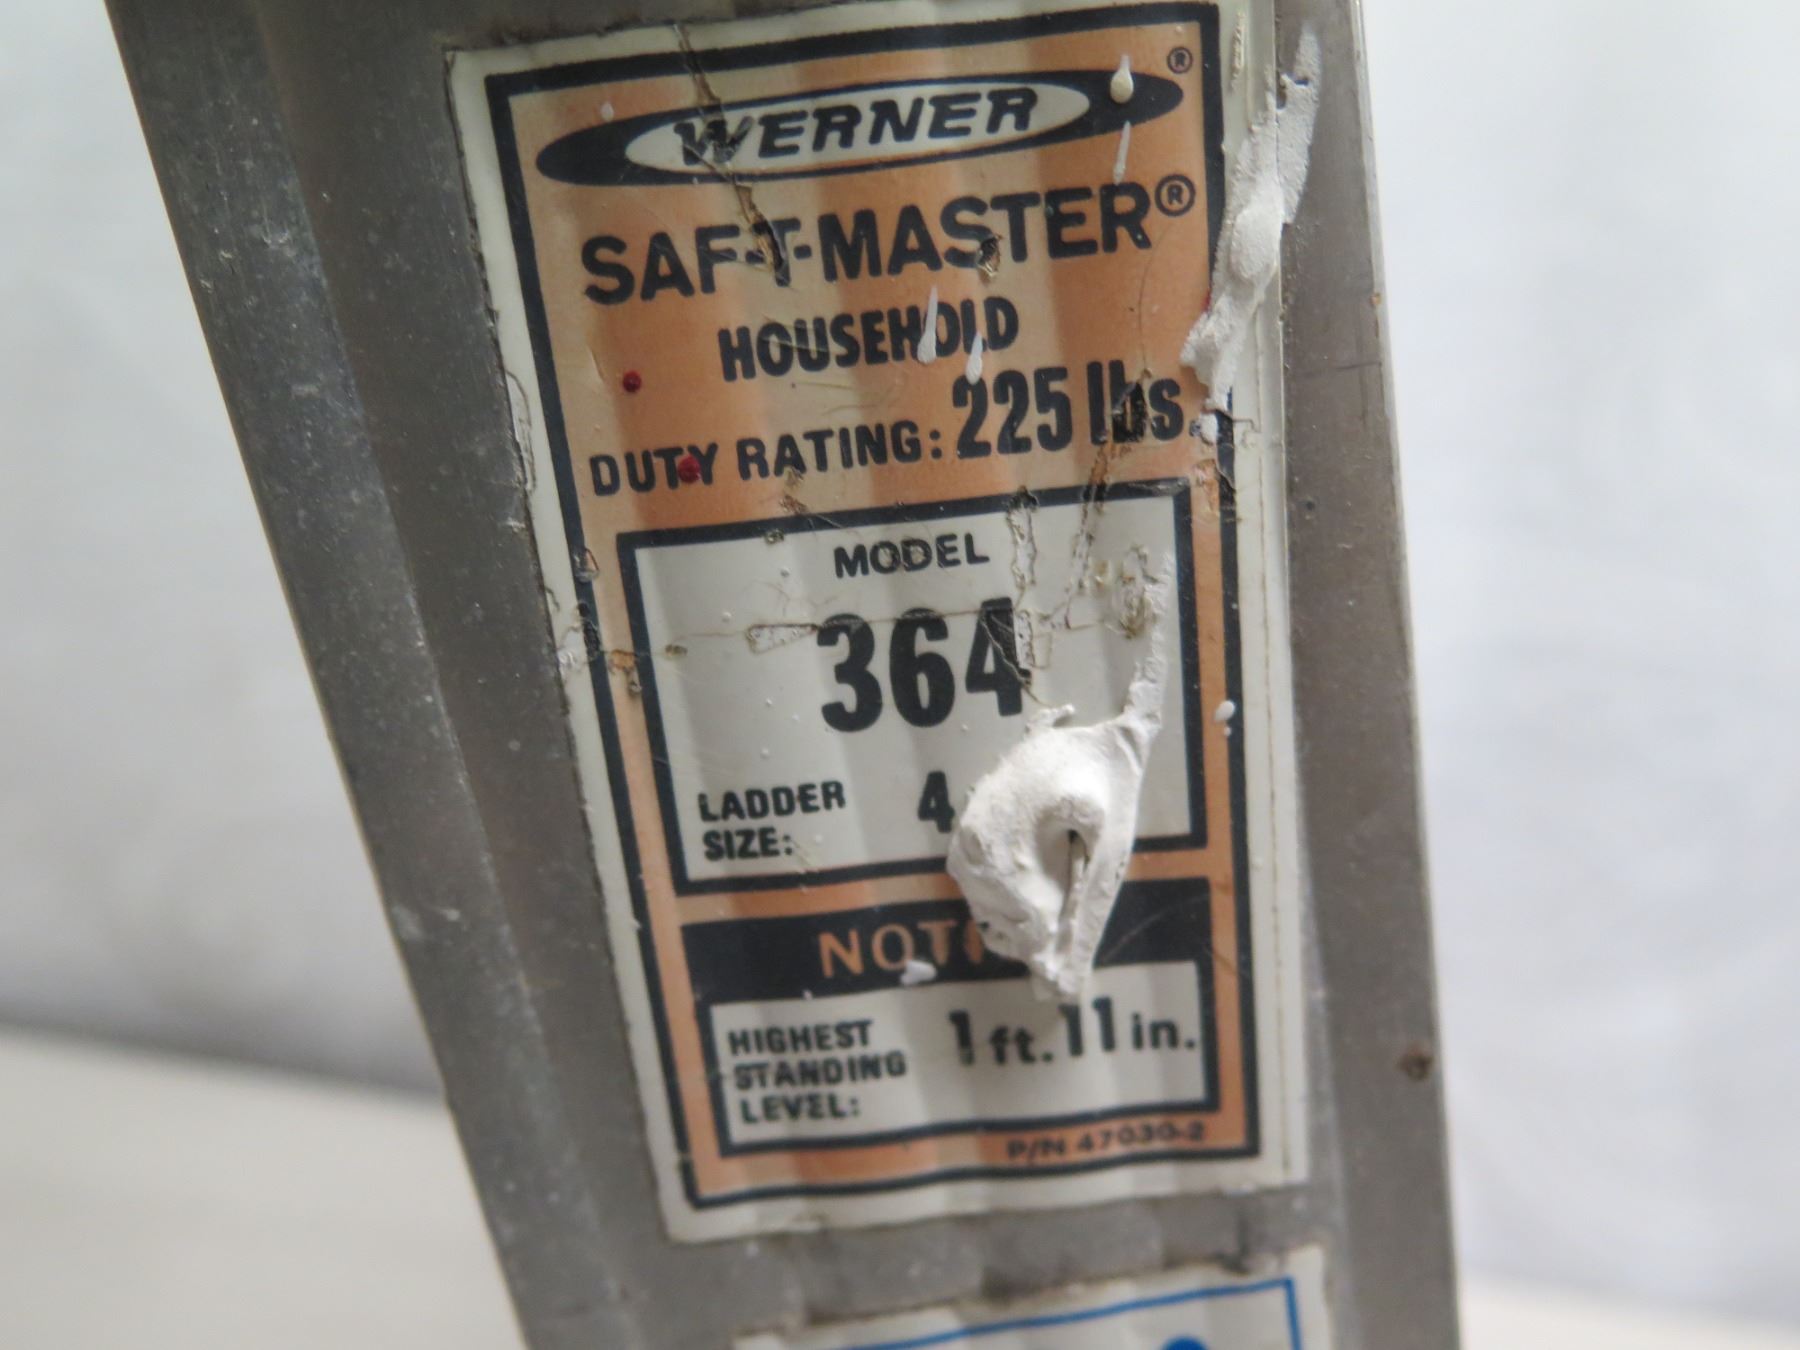 WERNER®
SAF-T-MASTER®
HOUSEHOLD
DUTY RATING: 225 lbs.
MODEL
364
LADDER SIZE: 4
HIGHEST STANDING LEVEL: 1 ft. 11 in.
P/N 47030-2